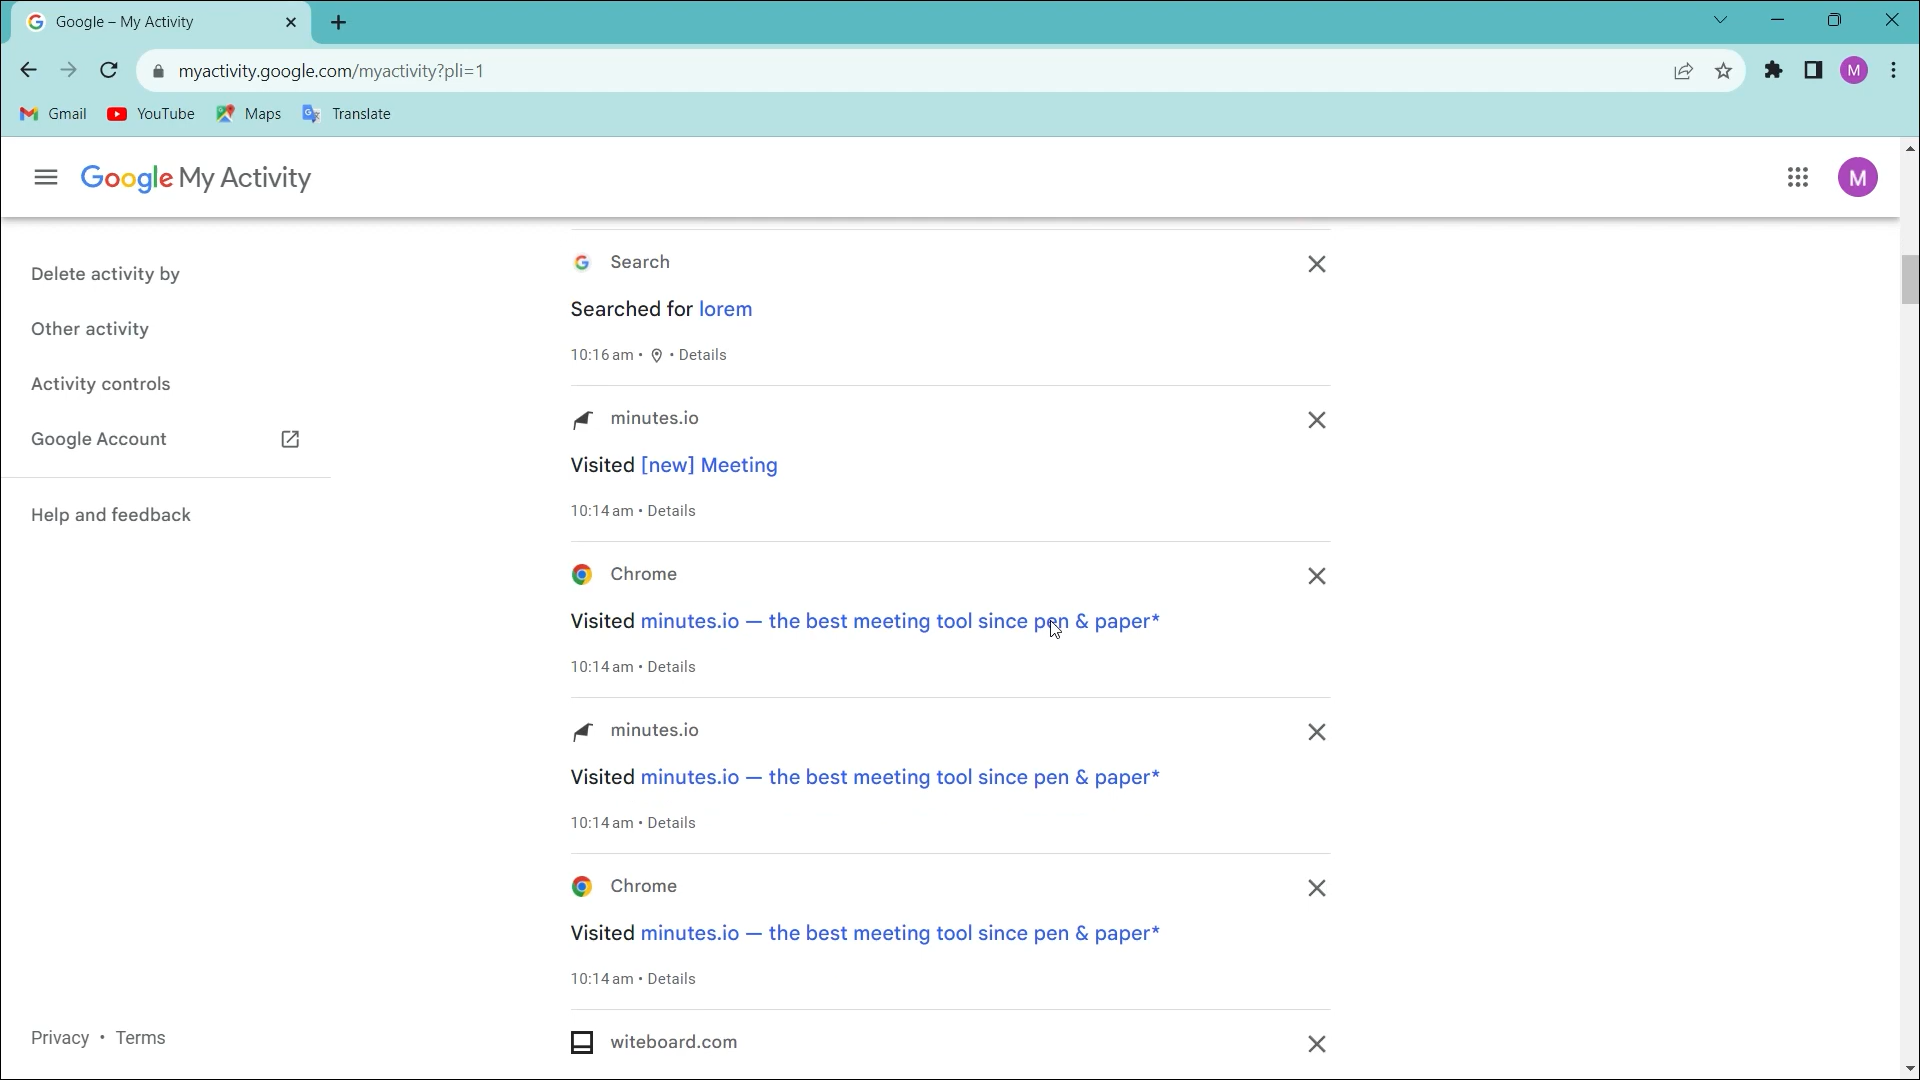 Google – My Activity
myactivity.google.com/myactivity?pli=1
M
Gmail YouTube Maps Translate
Google My Activity
M
Delete activity by
Other activity
Activity controls
Google Account
Help and feedback
Search
Searched for lorem
10:16 am • • Details
minutes.io
Visited [new] Meeting
10:14 am • Details
Chrome
Visited minutes.io — the best meeting tool since pen & paper*
10:14 am • Details
minutes.io
Visited minutes.io — the best meeting tool since pen & paper*
10:14 am • Details
Chrome
Visited minutes.io — the best meeting tool since pen & paper*
10:14 am • Details
witeboard.com
Privacy • Terms